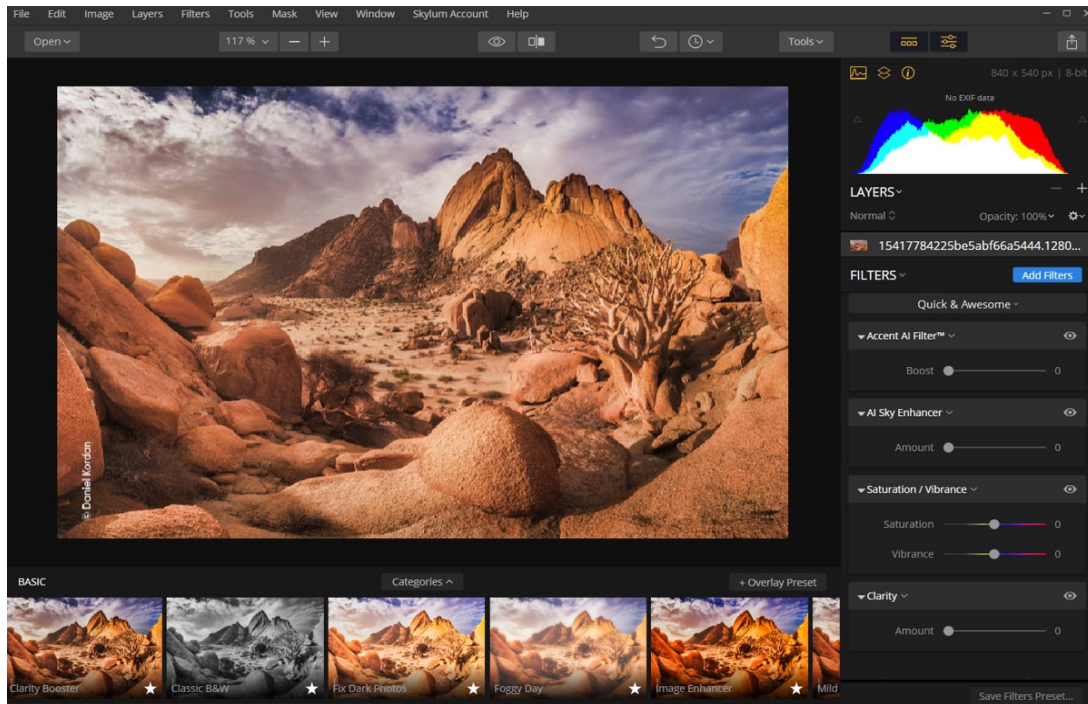 File Edit Image Layers Filters Tools Mask View Window Skylum Account Help
Open 117 % Tools
840 x 540 px | 8-bit
No EXIF data
LAYERS
Normal Opacity: 100%
15417784225be5abf66a5444.1280...
FILTERS Add Filters
Quick & Awesome
Accent AI Filter™
Boost 0
AI Sky Enhancer
Amount 0
Saturation / Vibrance
Saturation 0
Vibrance 0
Clarity
Amount 0
Save Filters Preset...
© Daniel Kordan
BASIC Categories + Overlay Preset
Clarity Booster Classic B&W Fix Dark Photos Foggy Day Image Enhancer Mild